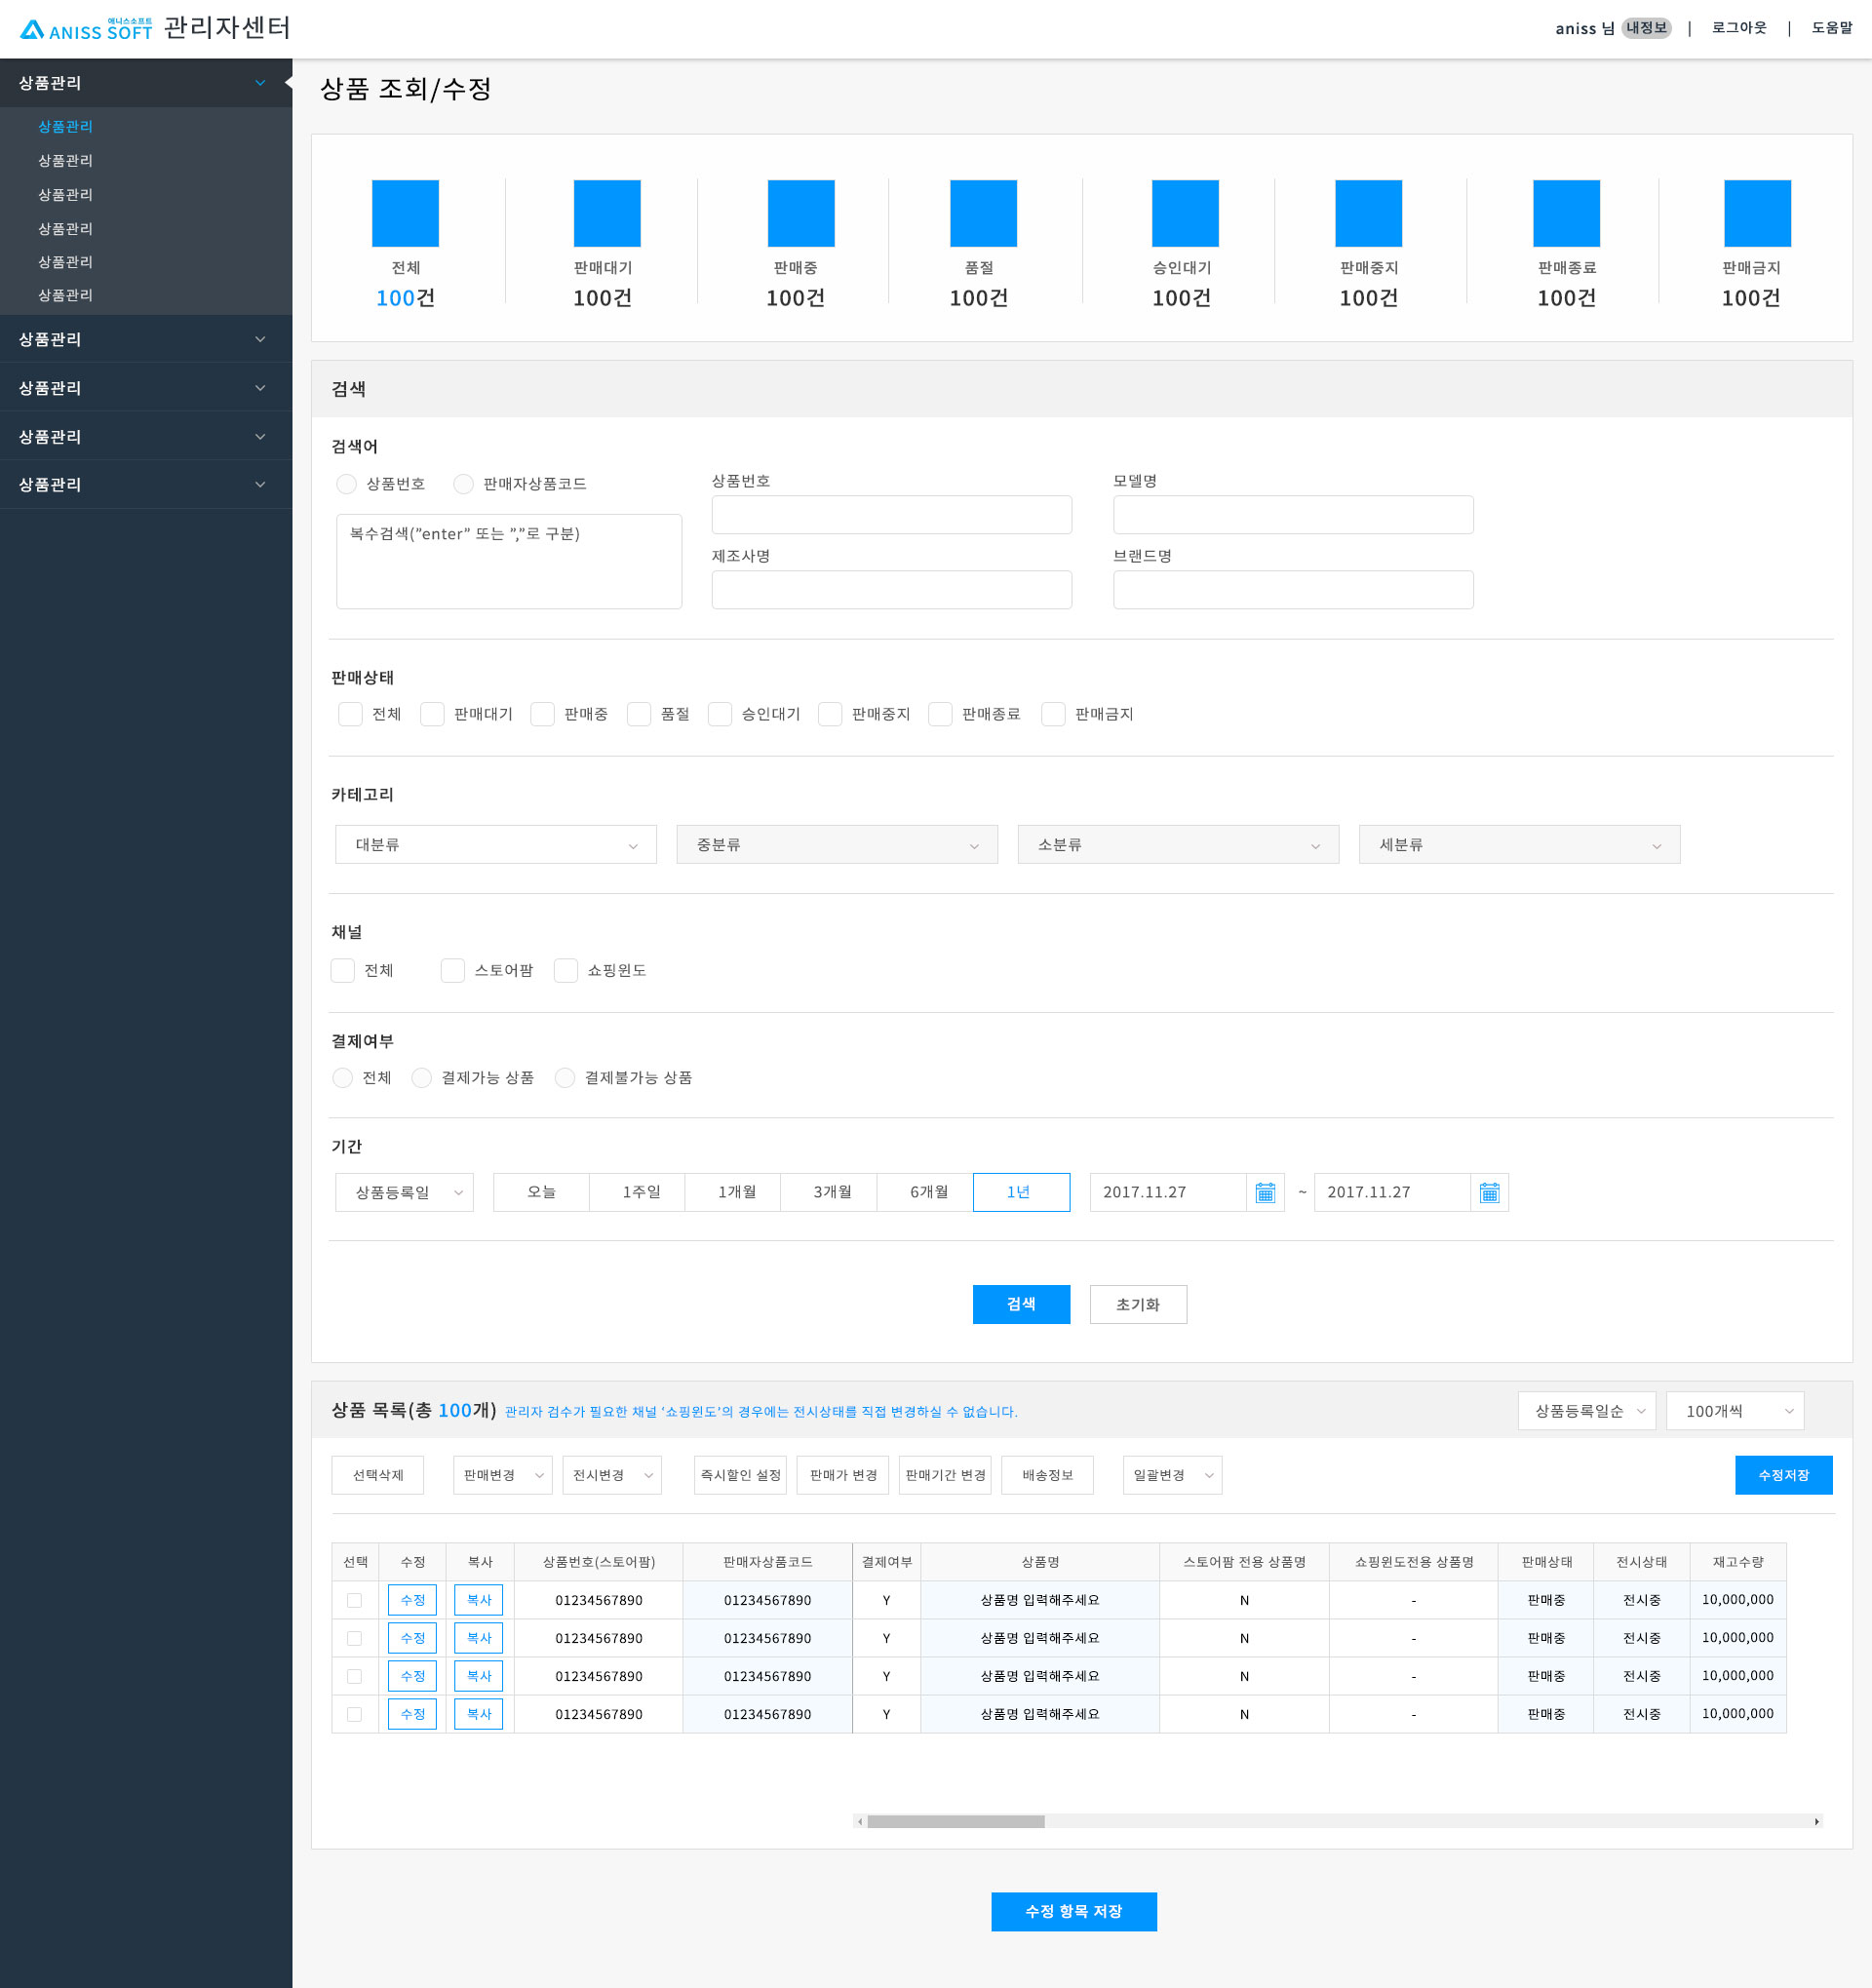 애니스소프트
ANISS SOFT 관리자센터
aniss 님 내정보 | 로그아웃 | 도움말
상품관리
상품관리
상품관리
상품관리
상품관리
상품관리
상품관리
상품관리
상품관리
상품관리
상품관리
상품 조회/수정
전체 판매대기 판매중 품절 승인대기 판매중지 판매종료 판매금지
100건 100건 100건 100건 100건 100건 100건 100건
검색
검색어
상품번호 판매자상품코드
복수검색(”enter” 또는 ”,”로 구분)
상품번호 모델명
제조사명 브랜드명
판매상태
전체 판매대기 판매중 품절 승인대기 판매중지 판매종료 판매금지
카테고리
대분류 중분류 소분류 세분류
채널
전체 스토어팜 쇼핑윈도
결제여부
전체 결제가능 상품 결제불가능 상품
기간
상품등록일 오늘 1주일 1개월 3개월 6개월 1년 2017.11.27 ~ 2017.11.27
검색 초기화
상품 목록(총 100개) 관리자 검수가 필요한 채널 ‘쇼핑윈도’의 경우에는 전시상태를 직접 변경하실 수 없습니다. 상품등록일순 100개씩
선택삭제 판매변경 전시변경 즉시할인 설정 판매가 변경 판매기간 변경 배송정보 일괄변경 수정저장
선택 수정 복사 상품번호(스토어팜) 판매자상품코드 결제여부 상품명 스토어팜 전용 상품명 쇼핑윈도전용 상품명 판매상태 전시상태 재고수량
수정 복사 01234567890 01234567890 Y 상품명 입력해주세요 N - 판매중 전시중 10,000,000
수정 복사 01234567890 01234567890 Y 상품명 입력해주세요 N - 판매중 전시중 10,000,000
수정 복사 01234567890 01234567890 Y 상품명 입력해주세요 N - 판매중 전시중 10,000,000
수정 복사 01234567890 01234567890 Y 상품명 입력해주세요 N - 판매중 전시중 10,000,000
수정 항목 저장